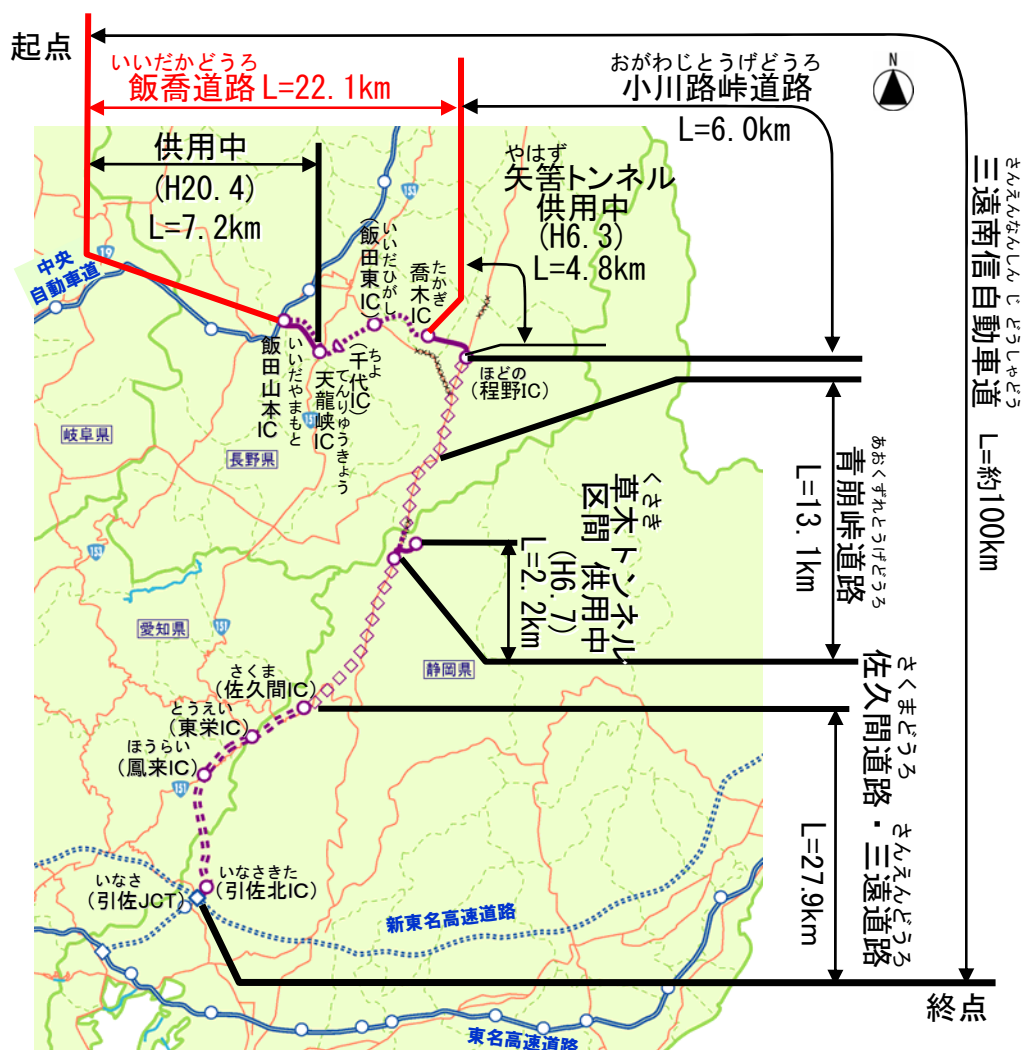 起点
いいだかどうろ
飯喬道路 L=22.1km
おがわじとうげどうろ
小川路峠道路
L=6.0km
N
供用中
(H20.4)
L=7.2km
やはず
矢筈トンネル
供用中
(H6.3)
L=4.8km
さんえんなんしんじどうしゃどう
三遠南信自動車道 L=約100km
153
19
中央
自動車道
いいだひがし
(飯田東IC)
たかぎ
喬木IC
ほどの
(程野IC)
ちよ
(千代IC)
てんりゅうきょう
天龍峡IC
いいだやまもと
飯田山本IC
151
岐阜県
長野県
あおくずれとうげどうろ
青崩峠道路
L=13.1km
くさき
草木トンネル
区間 供用中
(H6.7)
L=2.2km
153
151
愛知県
静岡県
さくま
(佐久間IC)
とうえい
(東栄IC)
ほうらい
(鳳来IC)
151
さくまどうろ さんえんどうろ
佐久間道路・三遠道路
L=27.9km
いなさきた
(引佐北IC)
いなさ
(引佐JCT)
新東名高速道路
東名高速道路
終点